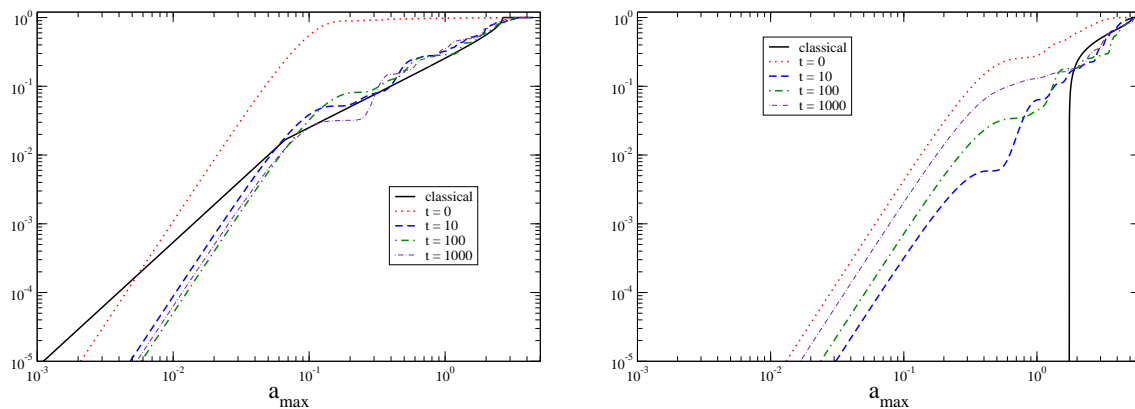 10^0
10^-1
10^-2
10^-3
10^-4
10^-5
10^-3 10^-2 10^-1 10^0
a_max
classical
t = 0
t = 10
t = 100
t = 1000
10^0
10^-1
10^-2
10^-3
10^-4
10^-5
10^-3 10^-2 10^-1 10^0
a_max
classical
t = 0
t = 10
t = 100
t = 1000